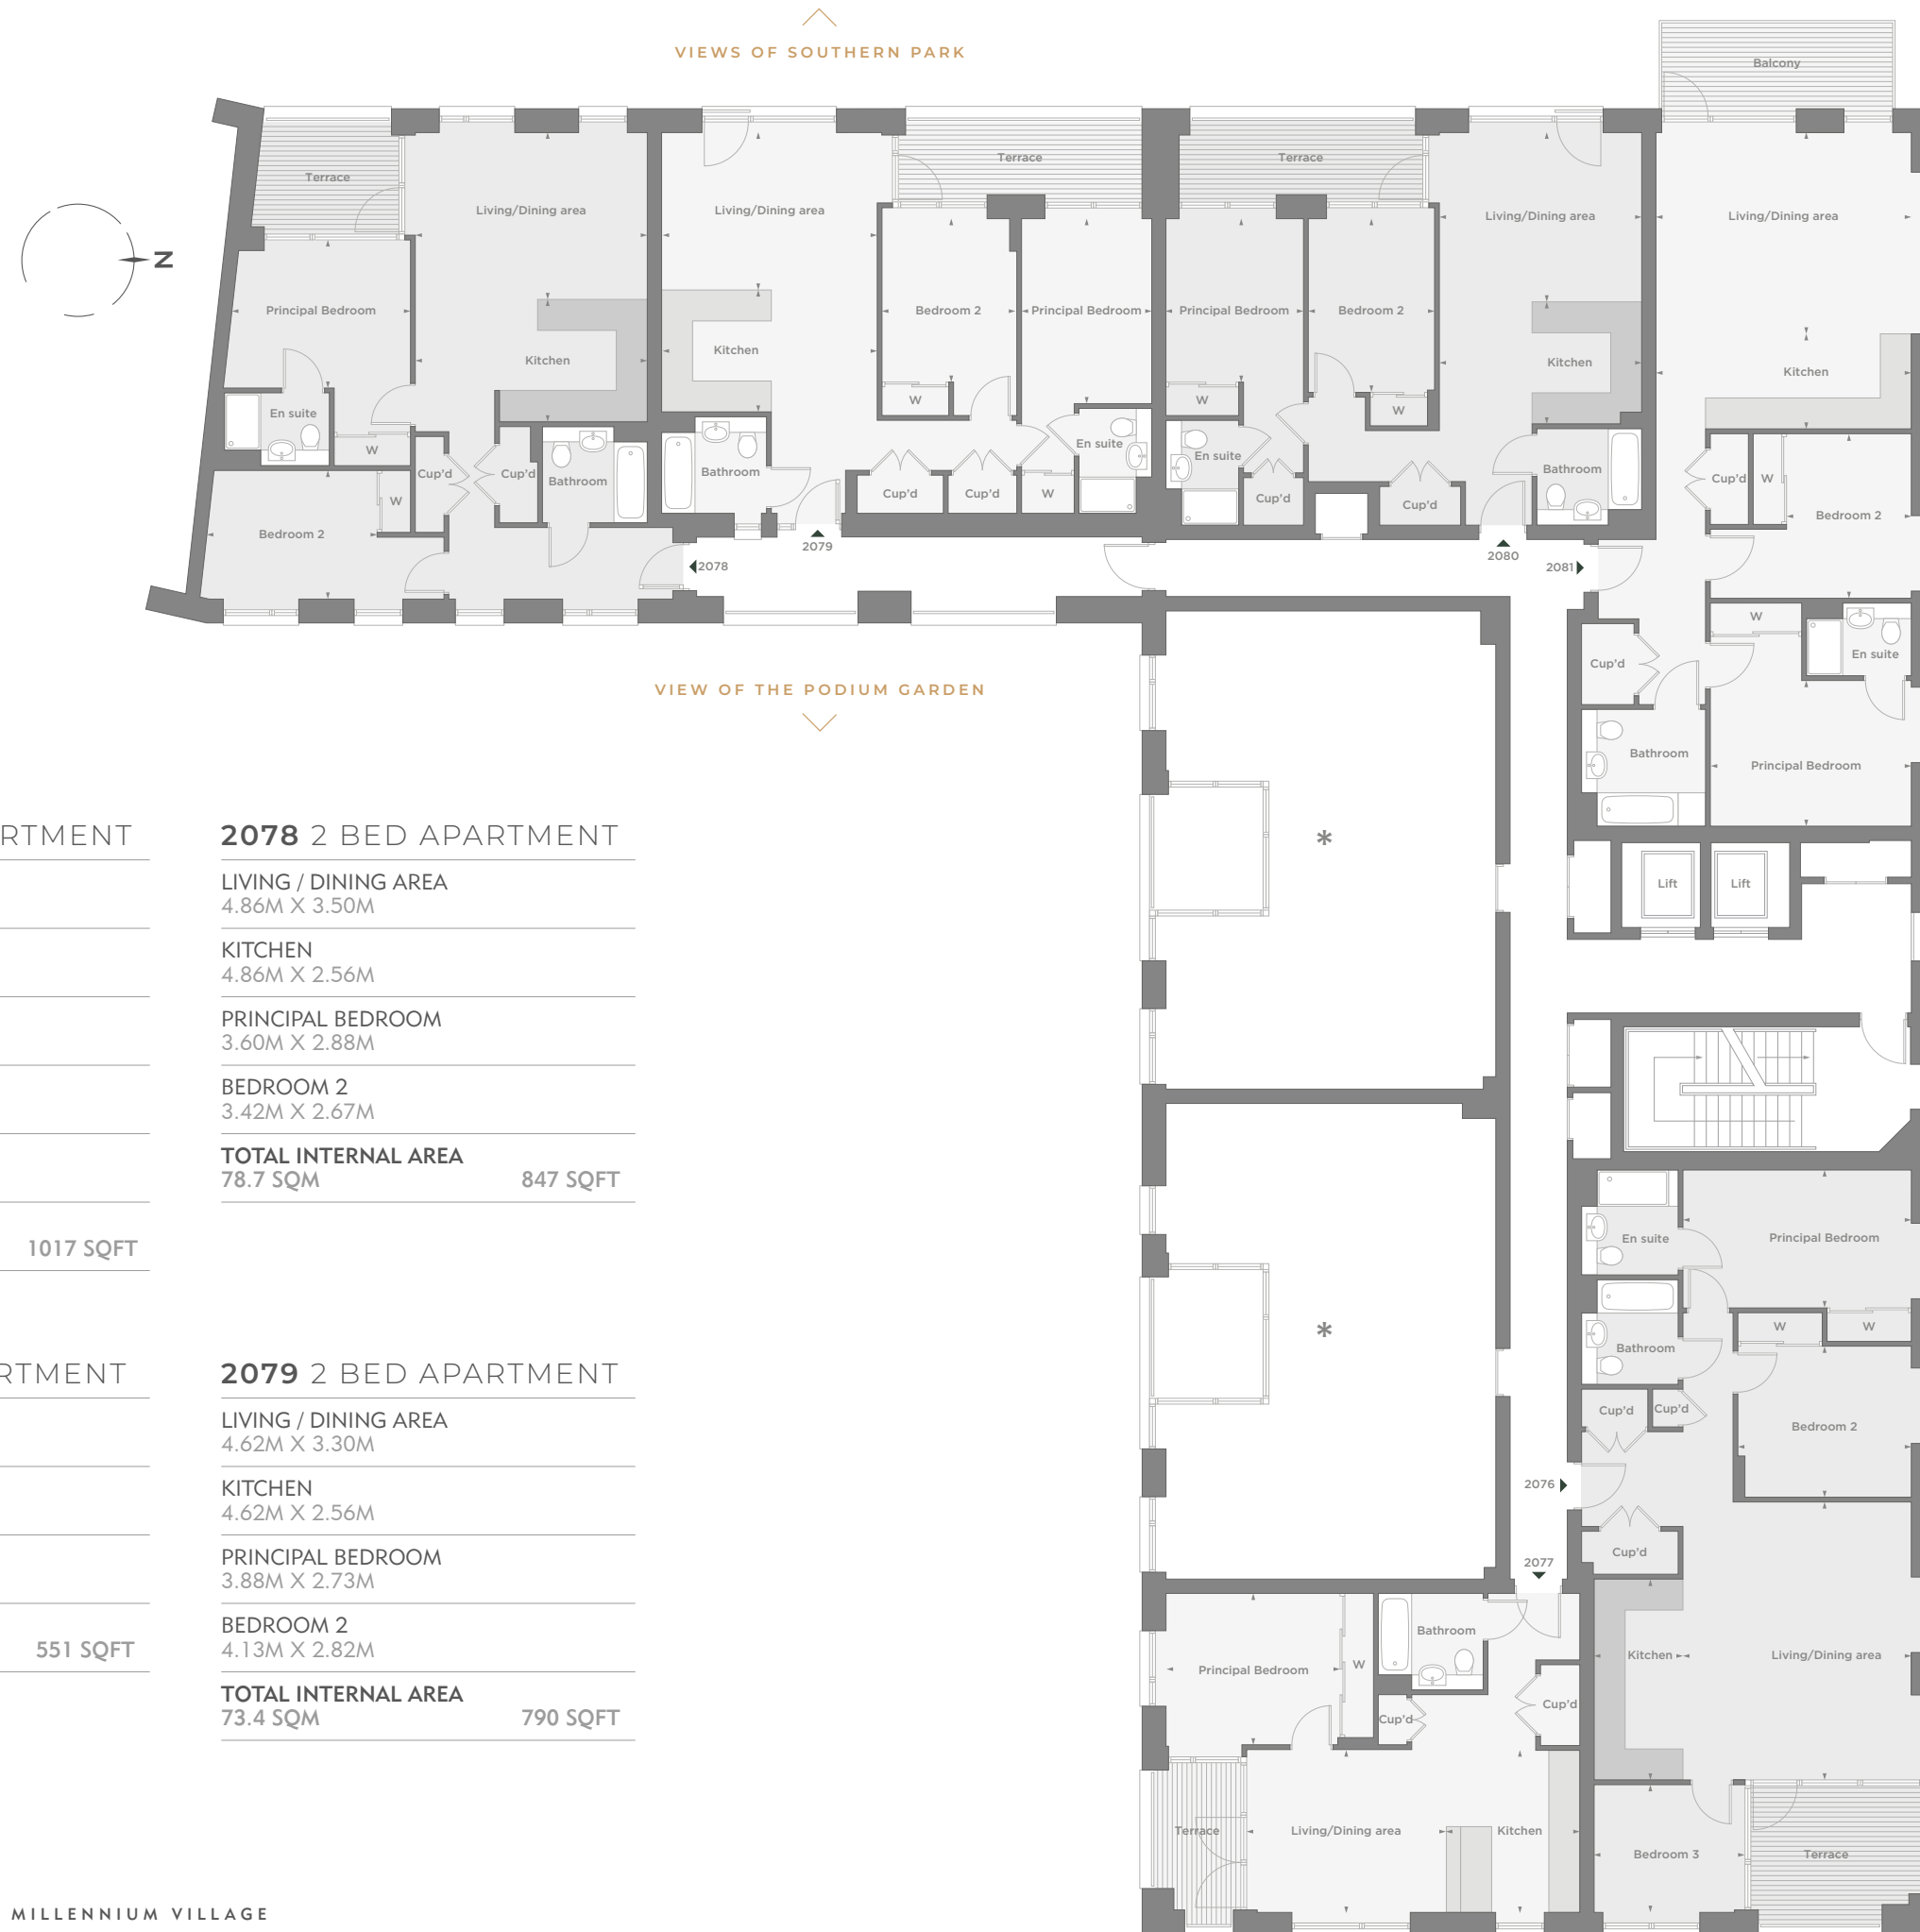 VIEWS OF SOUTHERN PARK
Balcony
Terrace
Living/Dining area
Living/Dining area
Terrace
Terrace
Living/Dining area
Living/Dining area
N
Principal Bedroom
Kitchen
Kitchen
Bedroom 2
Principal Bedroom
Principal Bedroom
Bedroom 2
Kitchen
Kitchen
En suite
W
Cup'd
Cup'd
Bathroom
Bathroom
W
En suite
En suite
W
Bathroom
Cup'd
W
Bedroom 2
Bedroom 2
W
Cup'd
Cup'd
W
Cup'd
Cup'd
2078
2079
2080
2081
W
En suite
Cup'd
Bathroom
Principal Bedroom
VIEW OF THE PODIUM GARDEN
*
Lift
Lift
RTMENT
1017 SQFT
2078 2 BED APARTMENT
LIVING / DINING AREA
4.86M X 3.50M
KITCHEN
4.86M X 2.56M
PRINCIPAL BEDROOM
3.60M X 2.88M
BEDROOM 2
3.42M X 2.67M
TOTAL INTERNAL AREA
78.7 SQM 847 SQFT
RTMENT
551 SQFT
2079 2 BED APARTMENT
LIVING / DINING AREA
4.62M X 3.30M
KITCHEN
4.62M X 2.56M
PRINCIPAL BEDROOM
3.88M X 2.73M
BEDROOM 2
4.13M X 2.82M
TOTAL INTERNAL AREA
73.4 SQM 790 SQFT
*
En suite
Principal Bedroom
Bathroom
W
W
Cup'd
Cup'd
Bedroom 2
2076
Cup'd
2077
Kitchen
Living/Dining area
Principal Bedroom
W
Bathroom
Cup'd
Cup'd
Terrace
Living/Dining area
Kitchen
Bedroom 3
Terrace
MILLENNIUM VILLAGE